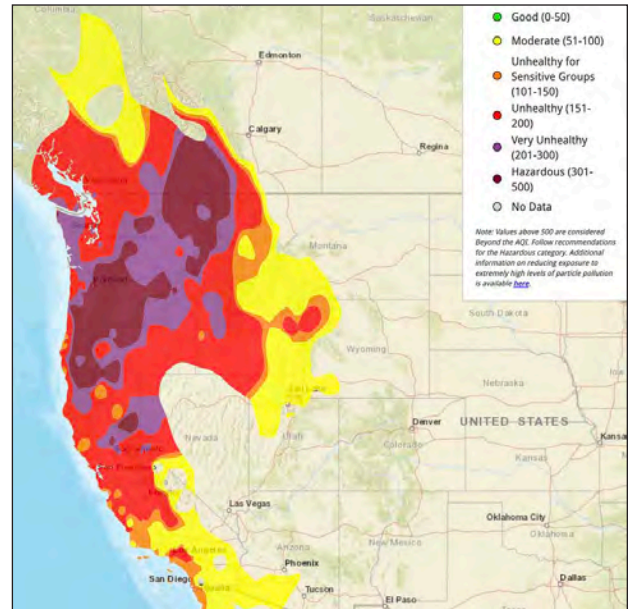 Columbia
Saskatchewan
Edmonton
Calgary
Regina
Montana
South Dakota
Wyoming
Nebraska
Nevada
Utah
Denver
Colorado
UNITED STATES
Kansas
Kansas
Las Vegas
Los Angeles
San Diego
Arizona
Phoenix
Tucson
New Mexico
El Paso
Oklahoma City
Oklahoma
Dallas
Good (0-50)
Moderate (51-100)
Unhealthy for
Sensitive Groups
(101-150)
Unhealthy (151-
200)
Very Unhealthy
(201-300)
Hazardous (301-
500)
No Data
Note: Values above 500 are considered
Beyond the AQI. Follow recommendations
for the Hazardous category. Additional
information on reducing exposure to
extremely high levels of particle pollution
is available here.